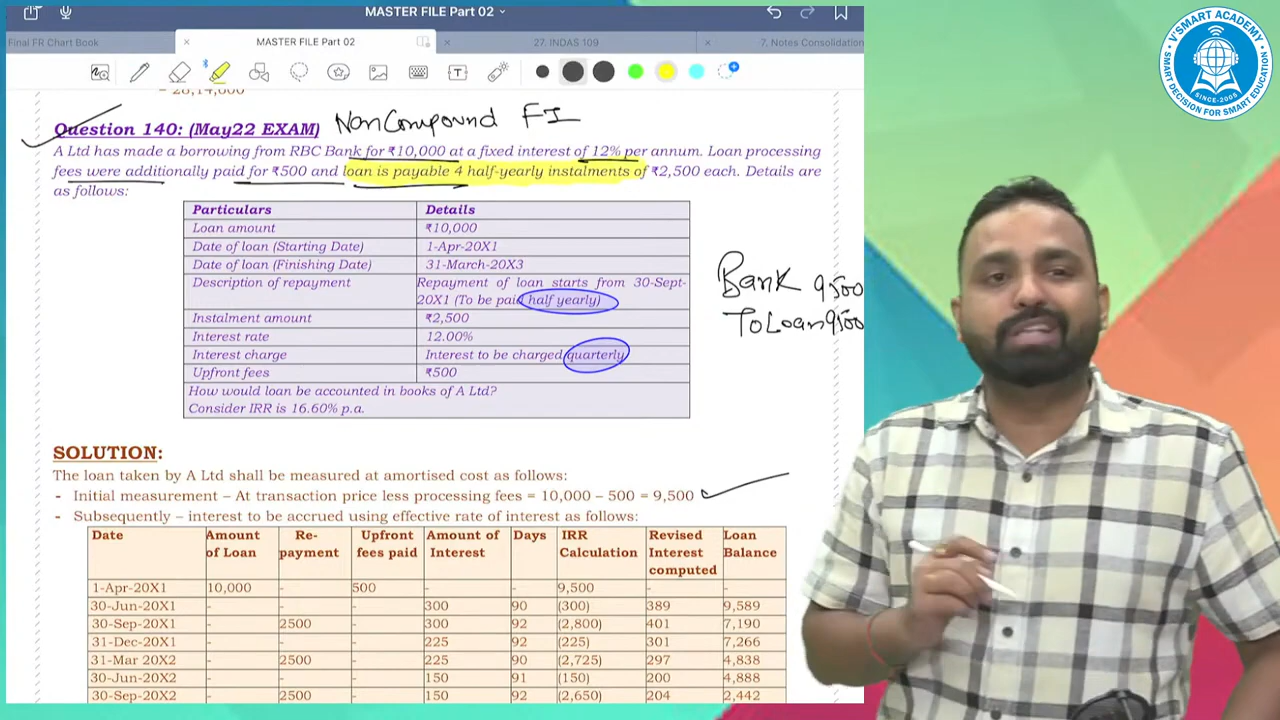 MASTER FILE Part 02
Final FR Chart Book
MASTER FILE Part 02
27. INDAS 109
7. Notes Consolidation
V'SMART ACADEMY
SINCE-2005
SMART DECISION FOR SMART EDUCATION
= 28,14,600
Question 140: (May22 EXAM) Non Compound FI
A Ltd has made a borrowing from RBC Bank for ₹10,000 at a fixed interest of 12% per annum. Loan processing
fees were additionally paid for ₹500 and loan is payable 4 half-yearly instalments of ₹2,500 each. Details are
as follows:
Particulars Details
Loan amount ₹10,000
Date of loan (Starting Date) 1-Apr-20X1
Date of loan (Finishing Date) 31-March-20X3
Description of repayment Repayment of loan starts from 30-Sept-
20X1 (To be paid half yearly)
Instalment amount ₹2,500
Interest rate 12.00%
Interest charge Interest to be charged quarterly
Upfront fees ₹500
How would loan be accounted in books of A Ltd?
Consider IRR is 16.60% p.a.
Bank 9500
To Loan 9500
SOLUTION:
The loan taken by A Ltd shall be measured at amortised cost as follows:
- Initial measurement – At transaction price less processing fees = 10,000 – 500 = 9,500
- Subsequently – interest to be accrued using effective rate of interest as follows:
Date Amount Re- Upfront Amount of Days IRR Revised Loan
of Loan payment fees paid Interest Calculation Interest Balance
computed
1-Apr-20X1 10,000 - 500 - - 9,500 - -
30-Jun-20X1 - - - 300 90 (300) 389 9,589
30-Sep-20X1 - 2500 - 300 92 (2,800) 401 7,190
31-Dec-20X1 - - - 225 92 (225) 301 7,266
31-Mar 20X2 - 2500 - 225 90 (2,725) 297 4,838
30-Jun-20X2 - - - 150 91 (150) 200 4,888
30-Sep-20X2 - 2500 - 150 92 (2,650) 204 2,442